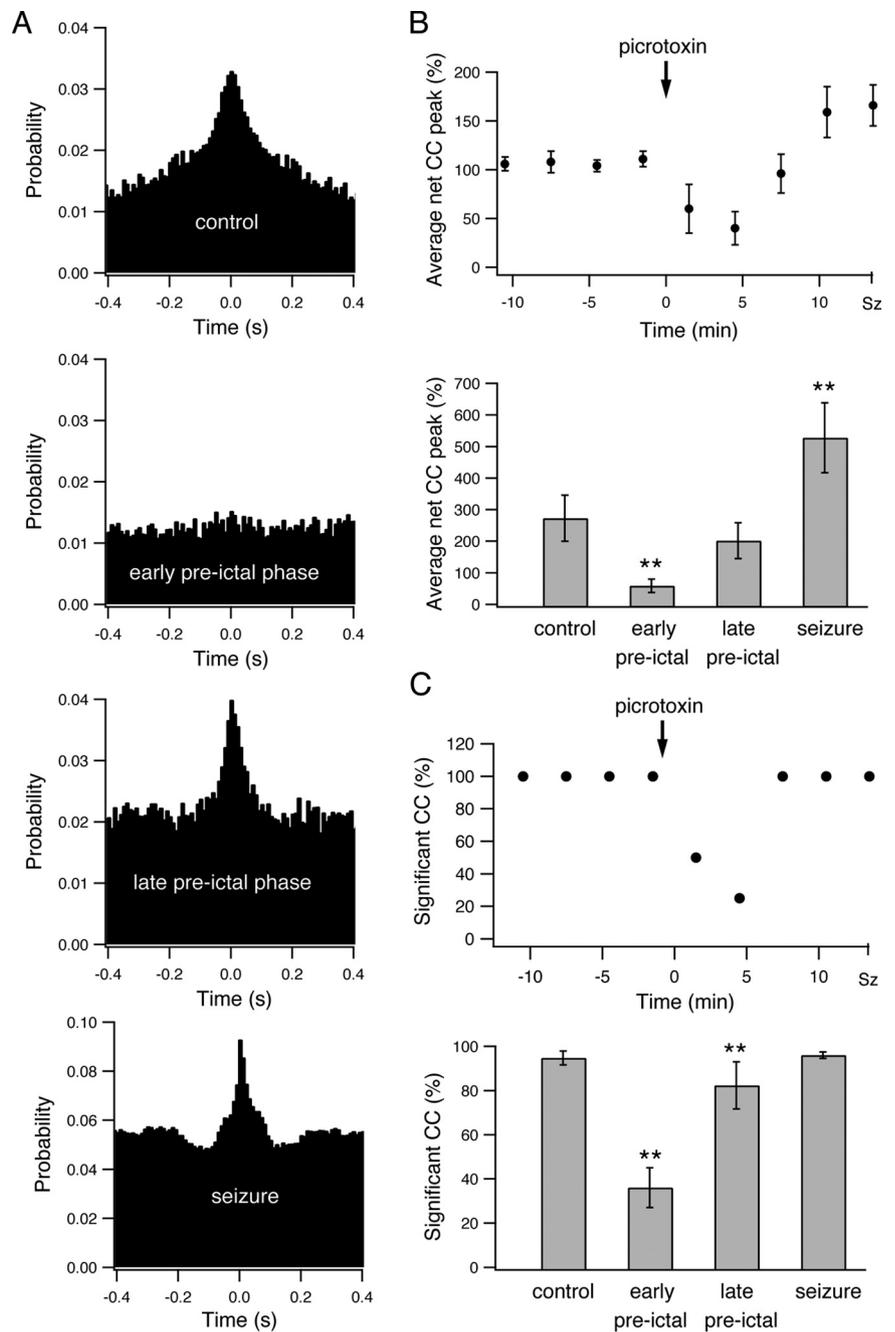 A
Probability
0.04
0.03
0.02
0.01
0.00
control
-0.4 -0.2 0.0 0.2 0.4
Time (s)
Probability
0.04
0.03
0.02
0.01
0.00
early pre-ictal phase
-0.4 -0.2 0.0 0.2 0.4
Time (s)
Probability
0.04
0.03
0.02
0.01
0.00
late pre-ictal phase
-0.4 -0.2 0.0 0.2 0.4
Time (s)
Probability
0.10
0.08
0.06
0.04
0.02
0.00
seizure
-0.4 -0.2 0.0 0.2 0.4
Time (s)
B
picrotoxin
Average net CC peak (%)
200
150
100
50
0
-10 -5 0 5 10 Sz
Time (min)
Average net CC peak (%)
700
600
500
400
300
200
100
0
**
**
control early late seizure
pre-ictal pre-ictal
C
picrotoxin
Significant CC (%)
120
100
80
60
40
20
0
-10 -5 0 5 10 Sz
Time (min)
Significant CC (%)
100
80
60
40
20
0
**
**
control early late seizure
pre-ictal pre-ictal